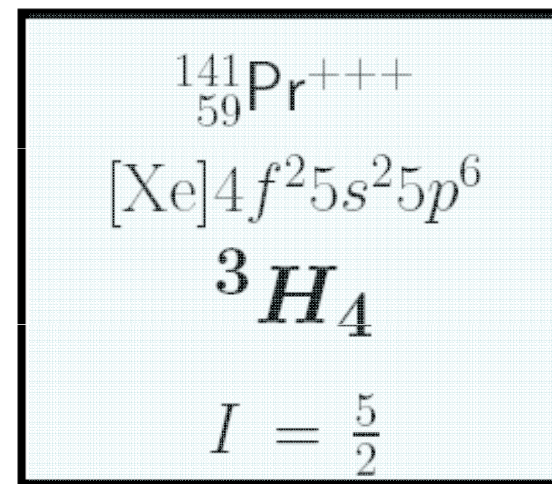 ¹⁴¹₅₉Pr⁺⁺⁺
[Xe]4f²5s²5p⁶
³H₄
I = 5/2